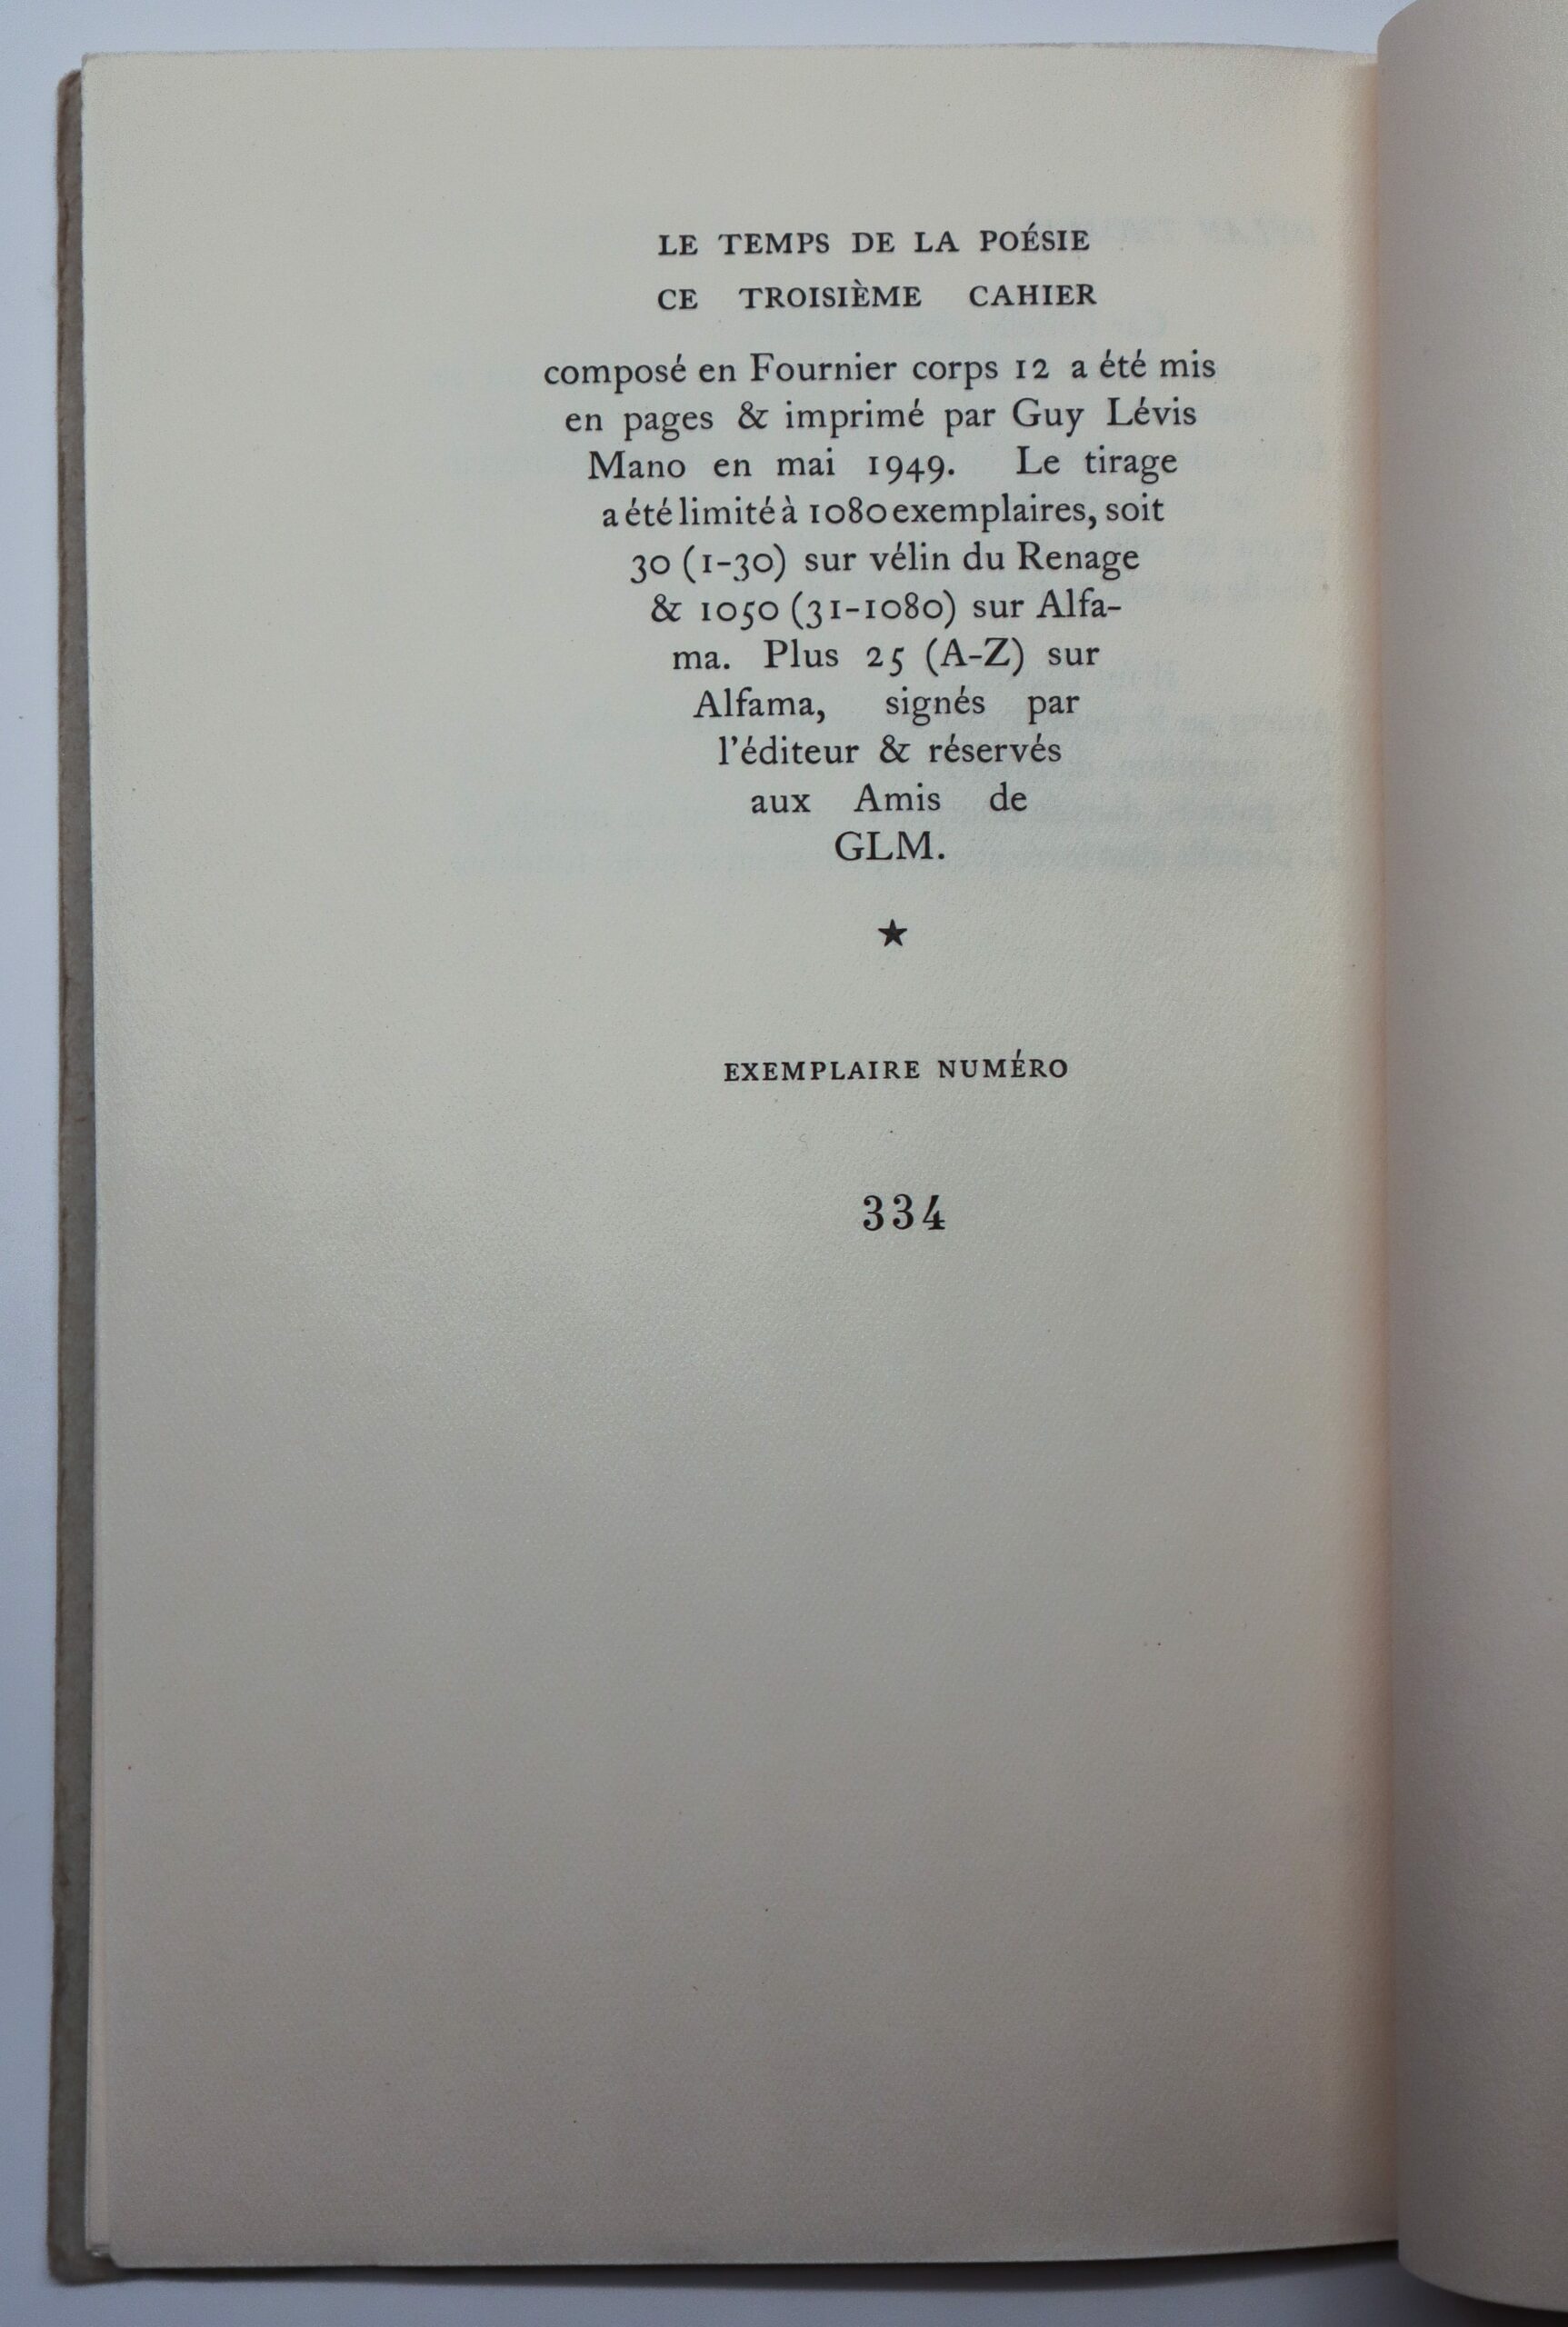 LE TEMPS DE LA POÉSIE
CE TROISIÈME CAHIER
composé en Fournier corps 12 a été mis
en pages & imprimé par Guy Lévis
Mano en mai 1949. Le tirage
a été limité à 1080 exemplaires, soit
30 (1-30) sur vélin du Renage
& 1050 (31-1080) sur Alfa-
ma. Plus 25 (A-Z) sur
Alfama, signés par
l'éditeur & réservés
aux Amis de
GLM.
★
EXEMPLAIRE NUMÉRO
334